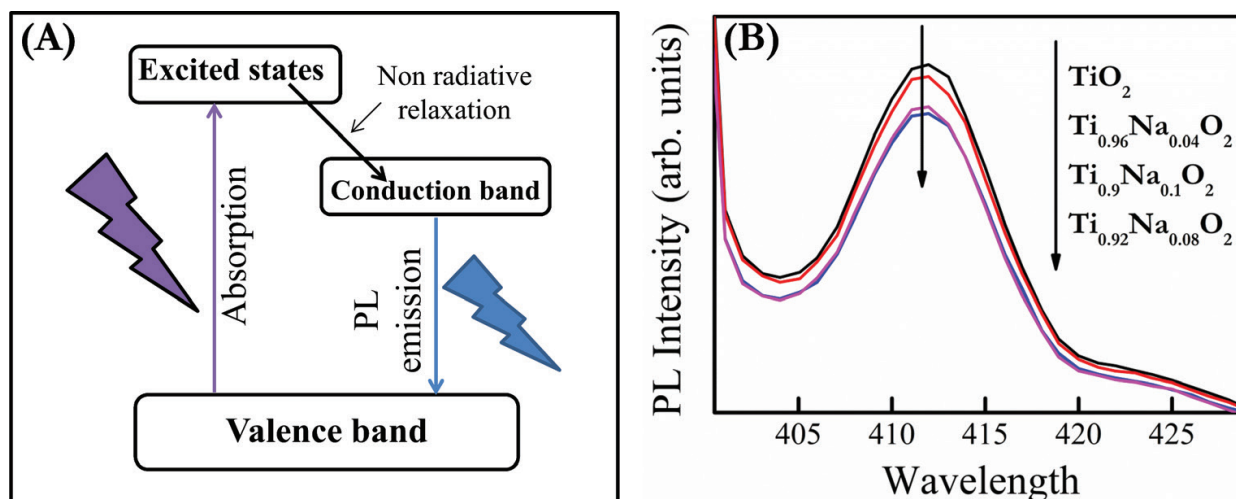 (A)
Excited states
Non radiative
relaxation
Absorption
Conduction band
PL
emission
Valence band
(B)
PL Intensity (arb. units)
TiO₂
Ti₀.₉₆Na₀.₀₄O₂
Ti₀.₉Na₀.₁O₂
Ti₀.₉₂Na₀.₀₈O₂
405 410 415 420 425
Wavelength